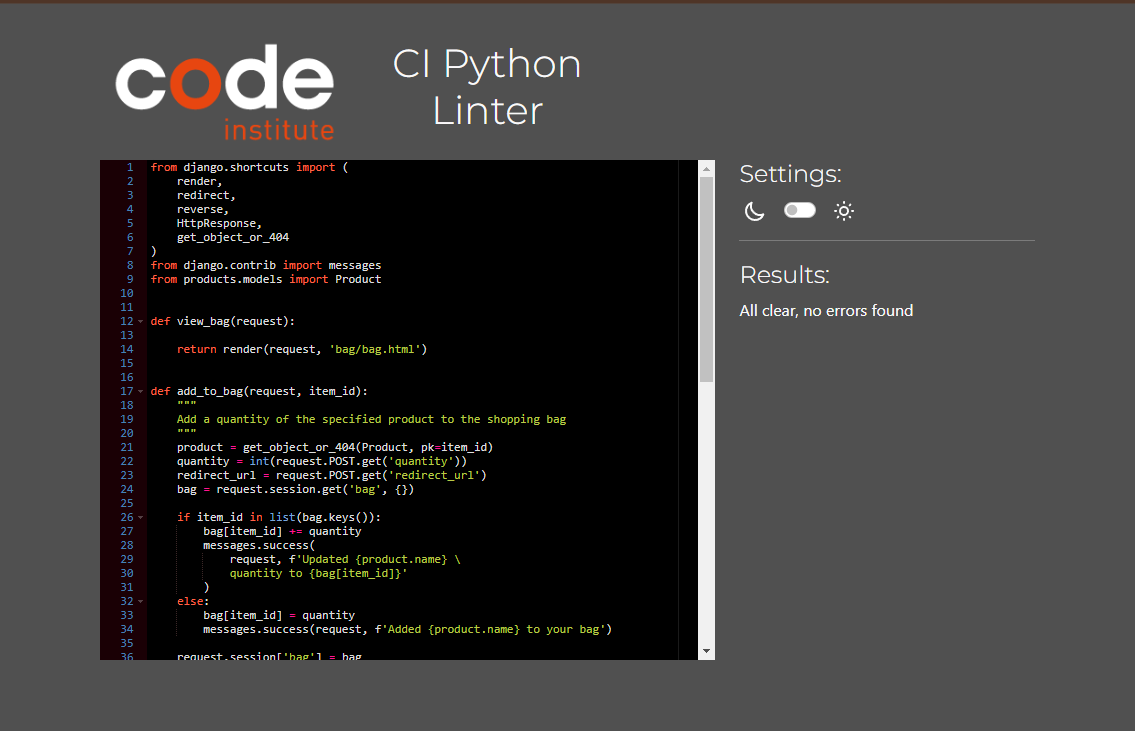 code
institute
CI Python
Linter
1 from django.shortcuts import (
2     render,
3     redirect,
4     reverse,
5     HttpResponse,
6     get_object_or_404
7 )
8 from django.contrib import messages
9 from products.models import Product
10
11
12 def view_bag(request):
13
14     return render(request, 'bag/bag.html')
15
16
17 def add_to_bag(request, item_id):
18     """
19     Add a quantity of the specified product to the shopping bag
20     """
21     product = get_object_or_404(Product, pk=item_id)
22     quantity = int(request.POST.get('quantity'))
23     redirect_url = request.POST.get('redirect_url')
24     bag = request.session.get('bag', {})
25
26     if item_id in list(bag.keys()):
27         bag[item_id] += quantity
28         messages.success(
29             request, f'Updated {product.name} \
30             quantity to {bag[item_id]}'
31         )
32     else:
33         bag[item_id] = quantity
34         messages.success(request, f'Added {product.name} to your bag')
35
36     request.session['bag'] = bag
Settings:
Results:
All clear, no errors found